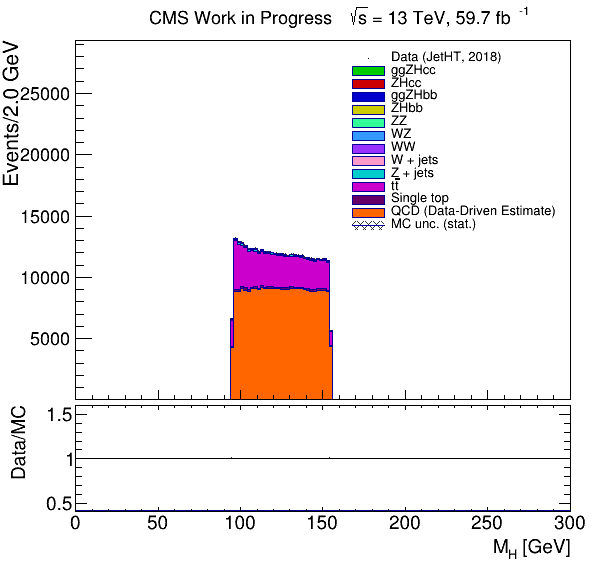 CMS Work in Progress √s = 13 TeV, 59.7 fb -1
Events/2.0 GeV
25000
20000
15000
10000
5000
Data (JetHT, 2018)
ggZHcc
ZHcc
ggZHbb
ZHbb
ZZ
WZ
WW
W + jets
Z + jets
tt̅
Single top
QCD (Data-Driven Estimate)
MC unc. (stat.)
Data/MC
1.5
1
0.5
0 50 100 150 200 250 300
M_H [GeV]